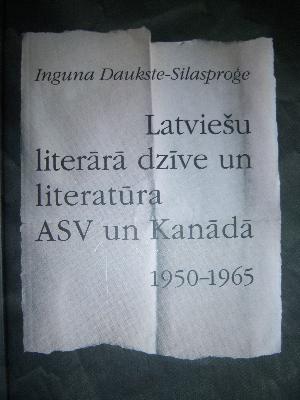 Inguna Daukste-Silasproģe
Latviešu
literārā dzīve un
literatūra
ASV un Kanādā
1950–1965